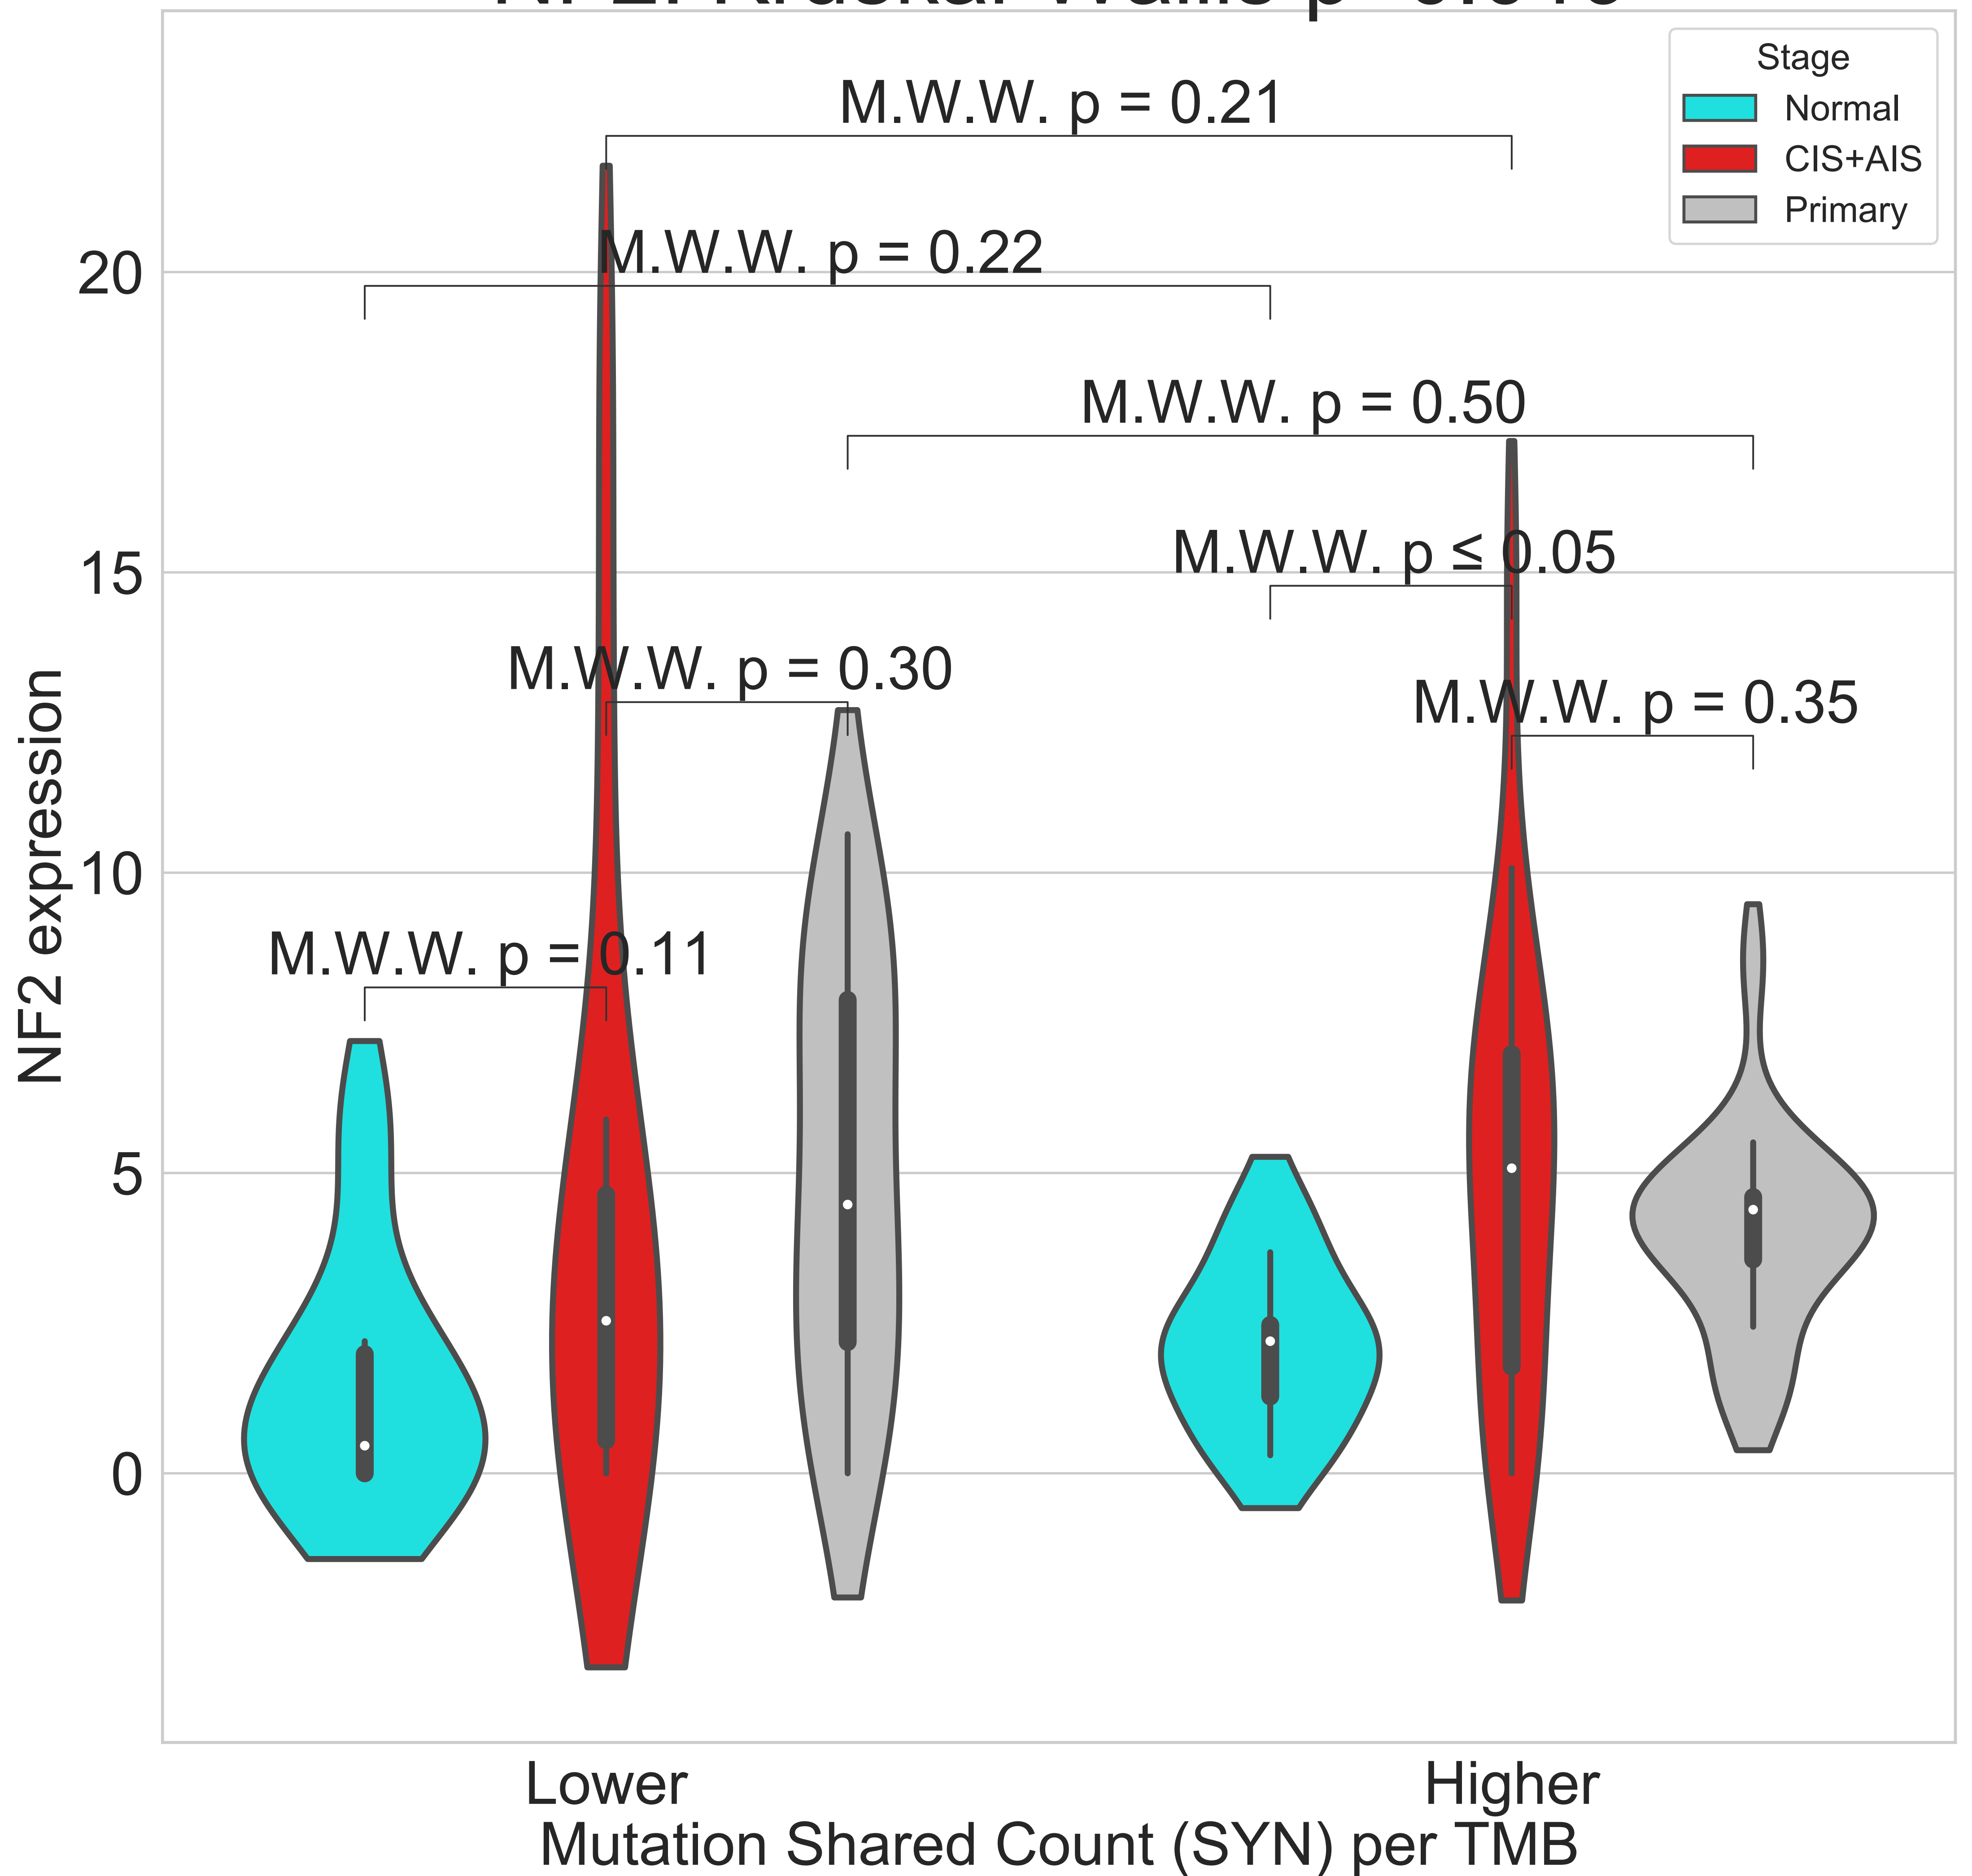 Stage
Normal
CIS+AIS
Primary
M.W.W. p = 0.21
M.W.W. p = 0.22
M.W.W. p = 0.50
M.W.W. p ≤ 0.05
M.W.W. p = 0.30
M.W.W. p = 0.35
M.W.W. p = 0.11
20
15
10
5
0
NF2 expression
Lower
Higher
Mutation Shared Count (SYN) per TMB